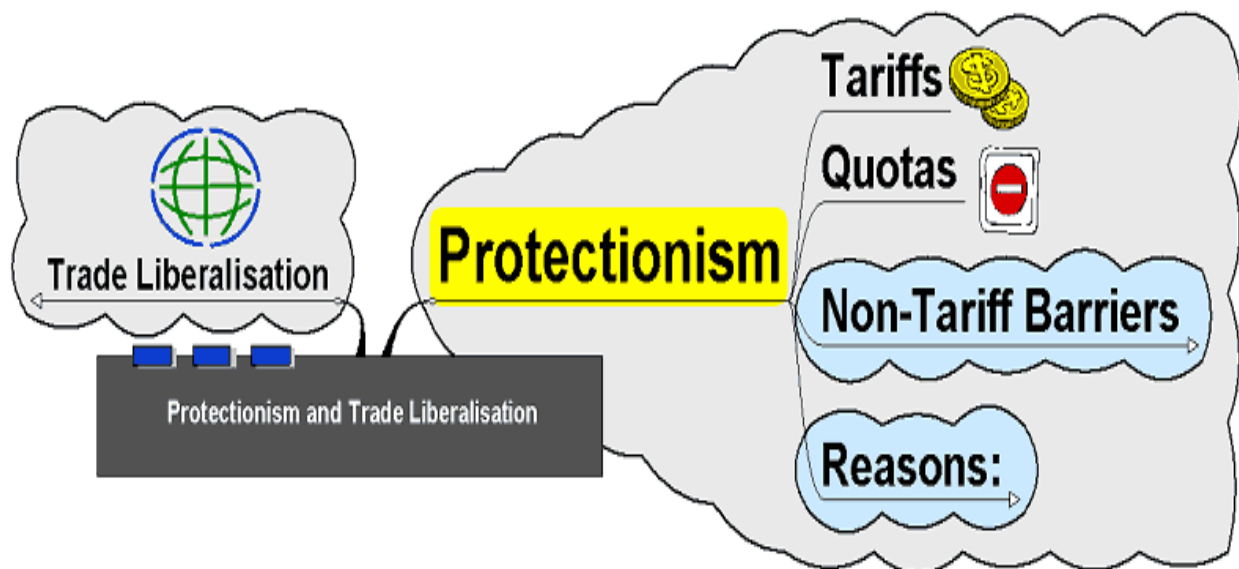 Trade Liberalisation
Protectionism and Trade Liberalisation
Protectionism
Tariffs
Quotas
Non-Tariff Barriers
Reasons: